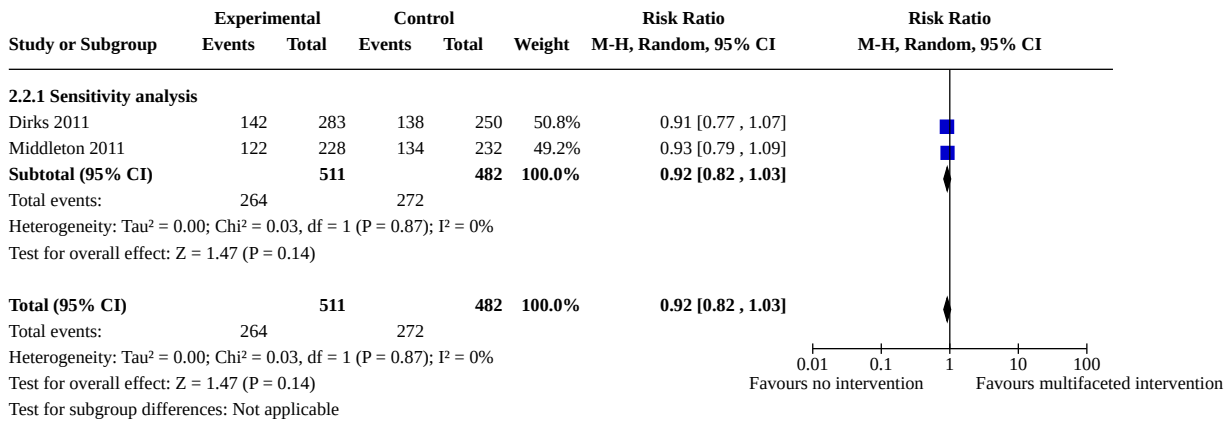 Experimental Control Risk Ratio Risk Ratio
Study or Subgroup Events Total Events Total Weight M-H, Random, 95% CI M-H, Random, 95% CI
2.2.1 Sensitivity analysis
Dirks 2011 142 283 138 250 50.8% 0.91 [0.77 , 1.07]
Middleton 2011 122 228 134 232 49.2% 0.93 [0.79 , 1.09]
Subtotal (95% CI) 511 482 100.0% 0.92 [0.82 , 1.03]
Total events: 264 272
Heterogeneity: Tau² = 0.00; Chi² = 0.03, df = 1 (P = 0.87); I² = 0%
Test for overall effect: Z = 1.47 (P = 0.14)
Total (95% CI) 511 482 100.0% 0.92 [0.82 , 1.03]
Total events: 264 272
Heterogeneity: Tau² = 0.00; Chi² = 0.03, df = 1 (P = 0.87); I² = 0%
0.01 0.1 1 10 100
Test for overall effect: Z = 1.47 (P = 0.14)
Favours no intervention Favours multifaceted intervention
Test for subgroup differences: Not applicable